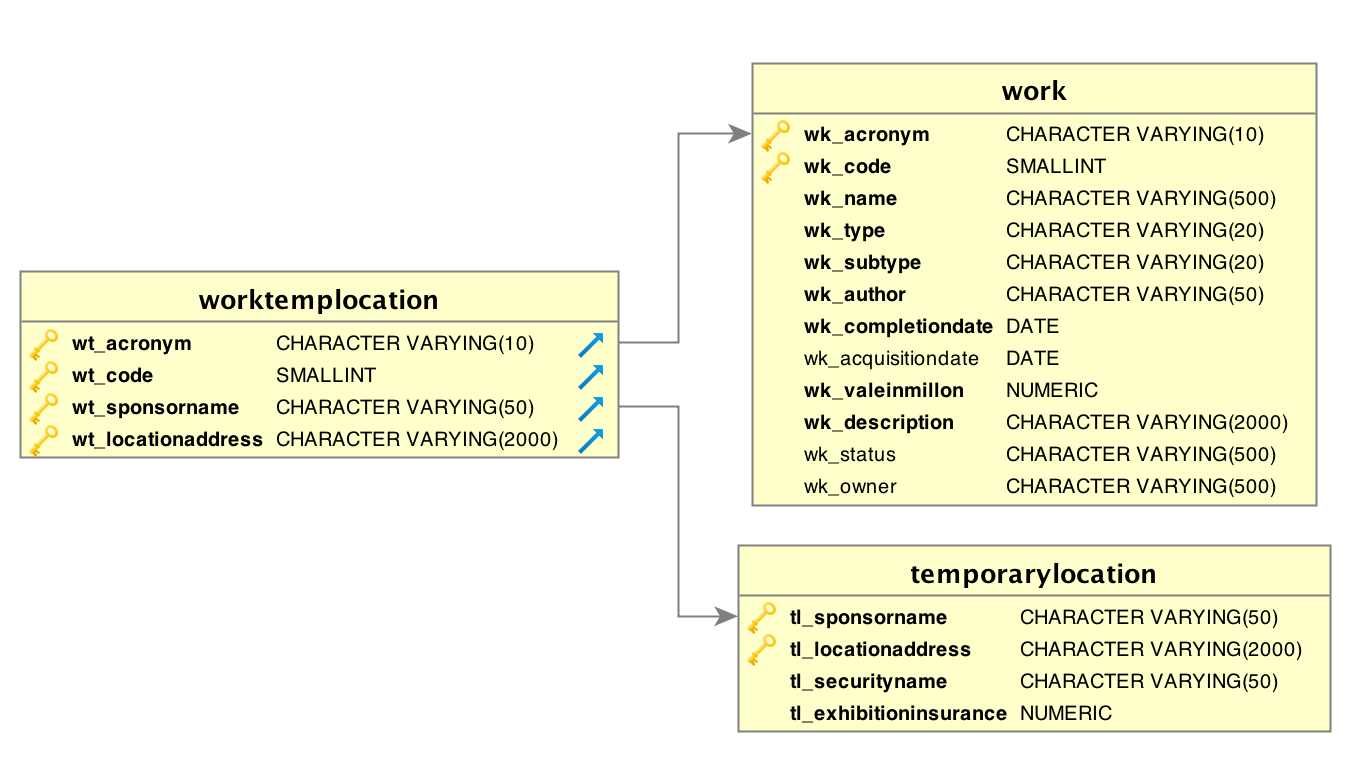 work
wk_acronym CHARACTER VARYING(10)
wk_code SMALLINT
wk_name CHARACTER VARYING(500)
wk_type CHARACTER VARYING(20)
wk_subtype CHARACTER VARYING(20)
wk_author CHARACTER VARYING(50)
wk_completiondate DATE
wk_acquisitiondate DATE
wk_valeinmillon NUMERIC
wk_description CHARACTER VARYING(2000)
wk_status CHARACTER VARYING(500)
wk_owner CHARACTER VARYING(500)
worktemplocation
wt_acronym CHARACTER VARYING(10)
wt_code SMALLINT
wt_sponsorname CHARACTER VARYING(50)
wt_locationaddress CHARACTER VARYING(2000)
temporarylocation
tl_sponsorname CHARACTER VARYING(50)
tl_locationaddress CHARACTER VARYING(2000)
tl_securityname CHARACTER VARYING(50)
tl_exhibitioninsurance NUMERIC